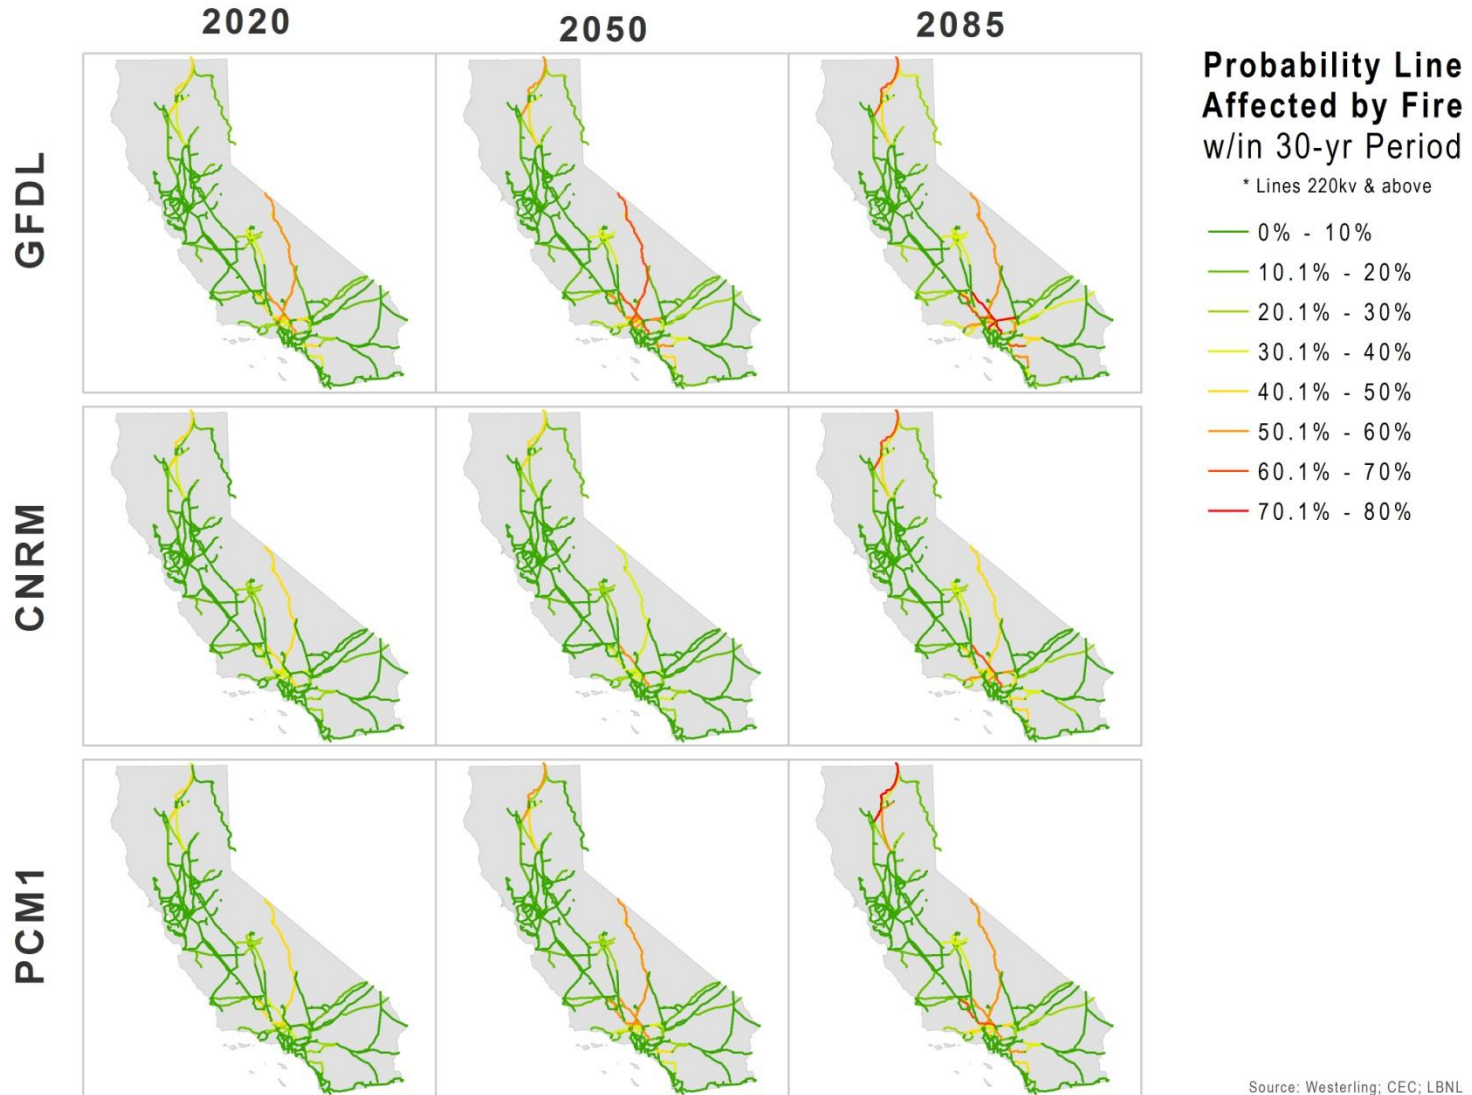 2020
2050
2085
GFDL
CNRM
PCM1
Probability Line
Affected by Fire
w/in 30-yr Period
* Lines 220kv & above
0% - 10%
10.1% - 20%
20.1% - 30%
30.1% - 40%
40.1% - 50%
50.1% - 60%
60.1% - 70%
70.1% - 80%
Source: Westerling; CEC; LBNL